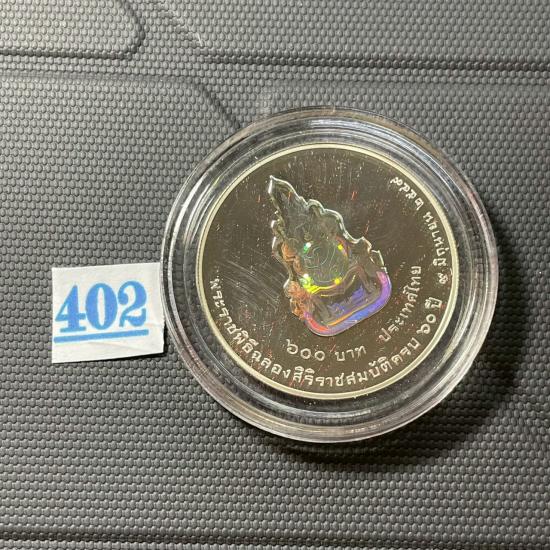 402
๖๐๐ บาท ประเทศไทย
พระราชพิธีฉลองสิริราชสมบัติครบ ๖๐ ปี ๙ มิถุนายน ๒๕๔๙